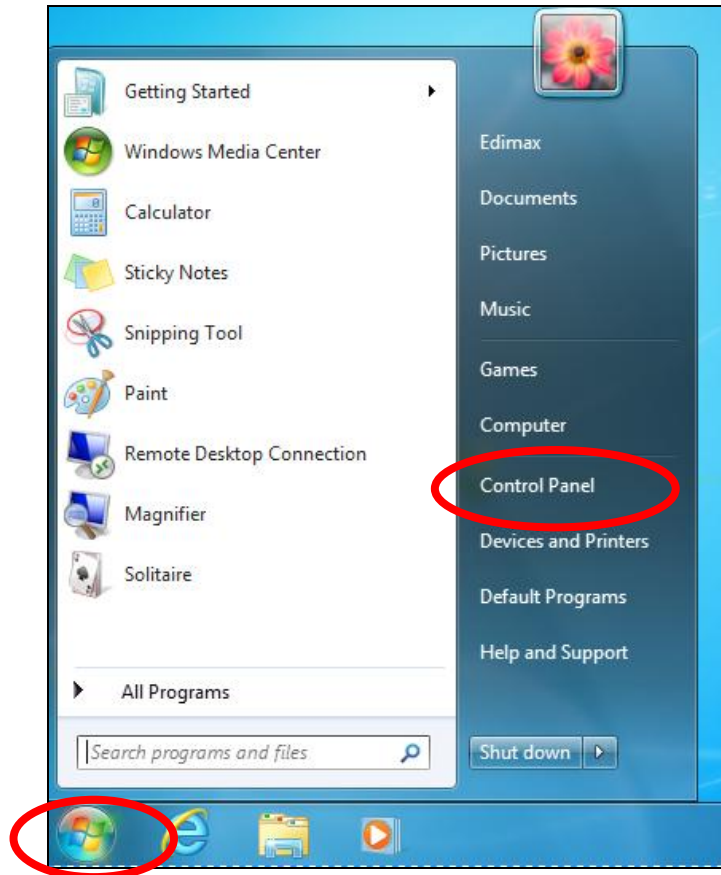 Getting Started
Windows Media Center
Calculator
Sticky Notes
Snipping Tool
Paint
Remote Desktop Connection
Magnifier
Solitaire
All Programs
Search programs and files
Edimax
Documents
Pictures
Music
Games
Computer
Control Panel
Devices and Printers
Default Programs
Help and Support
Shut down